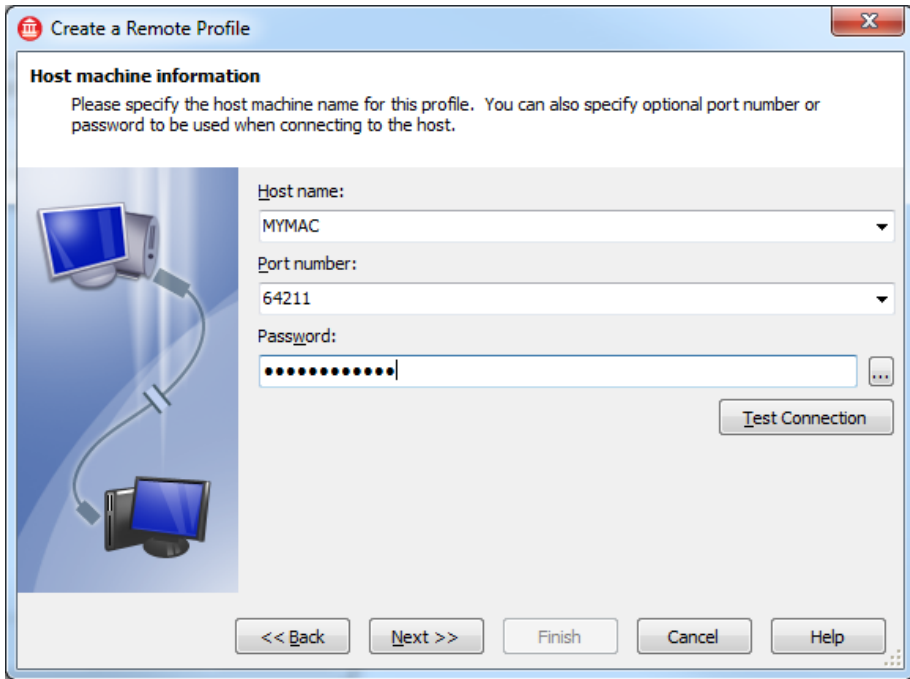 Create a Remote Profile
Host machine information
Please specify the host machine name for this profile. You can also specify optional port number or
password to be used when connecting to the host.
Host name:
MYMAC
Port number:
64211
Password:
●●●●●●●●●●●●
...
Test Connection
<< Back
Next >>
Finish
Cancel
Help